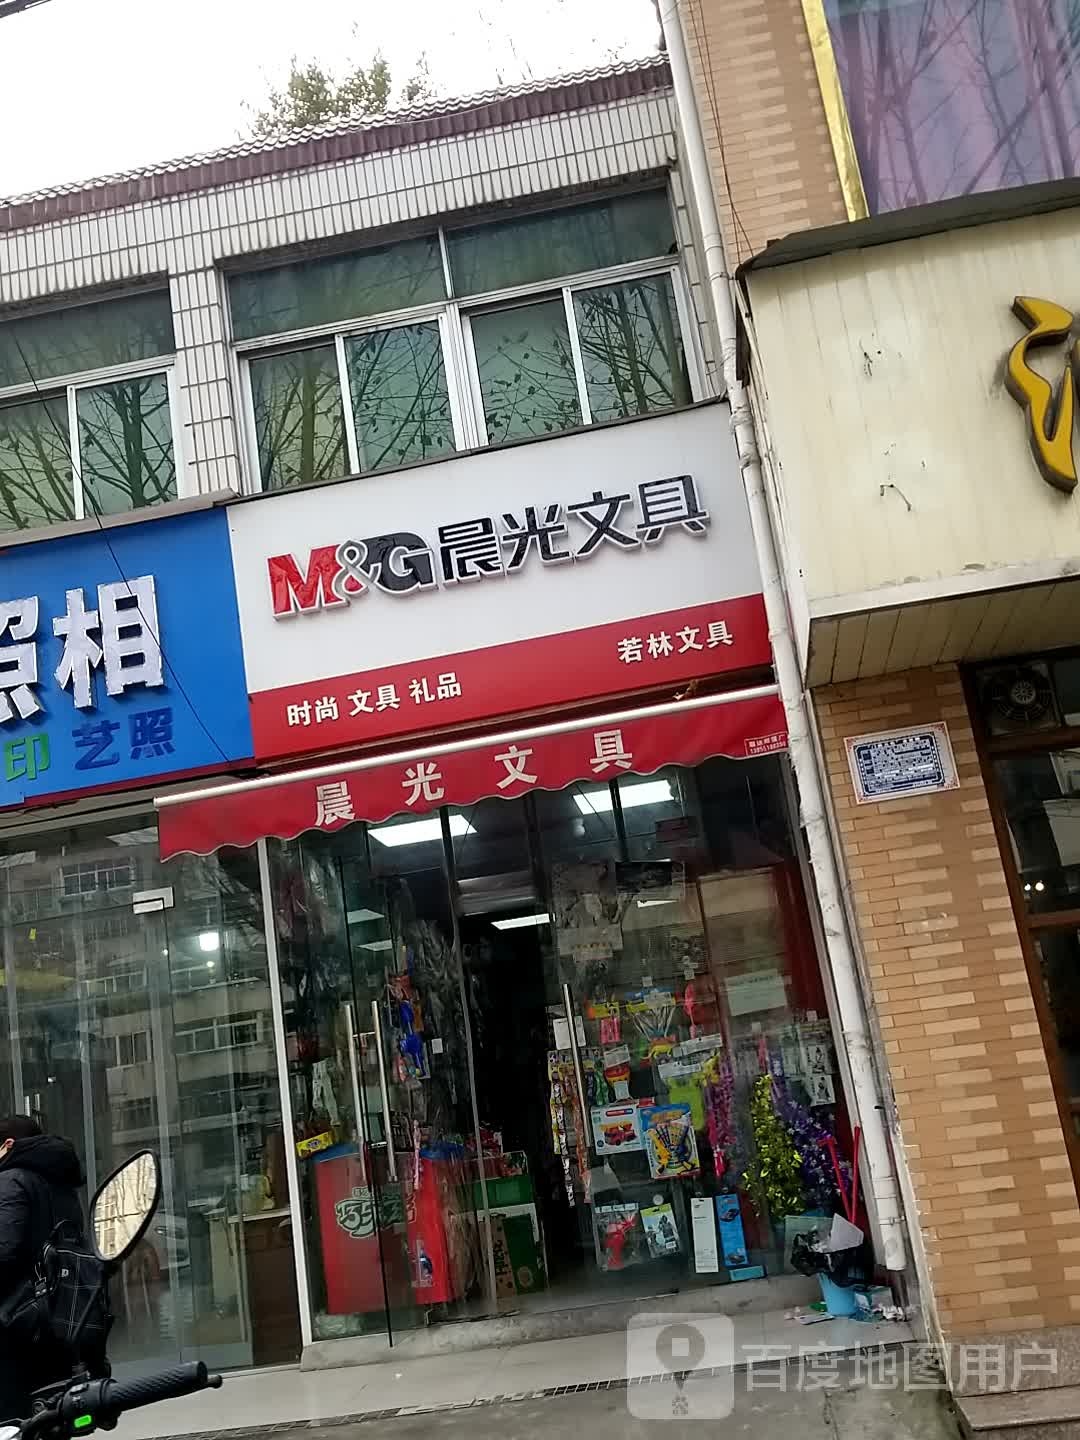 M&G晨光文具
时尚 文具 礼品
若林文具
晨光文具
照相
印 艺照
百度地图用户